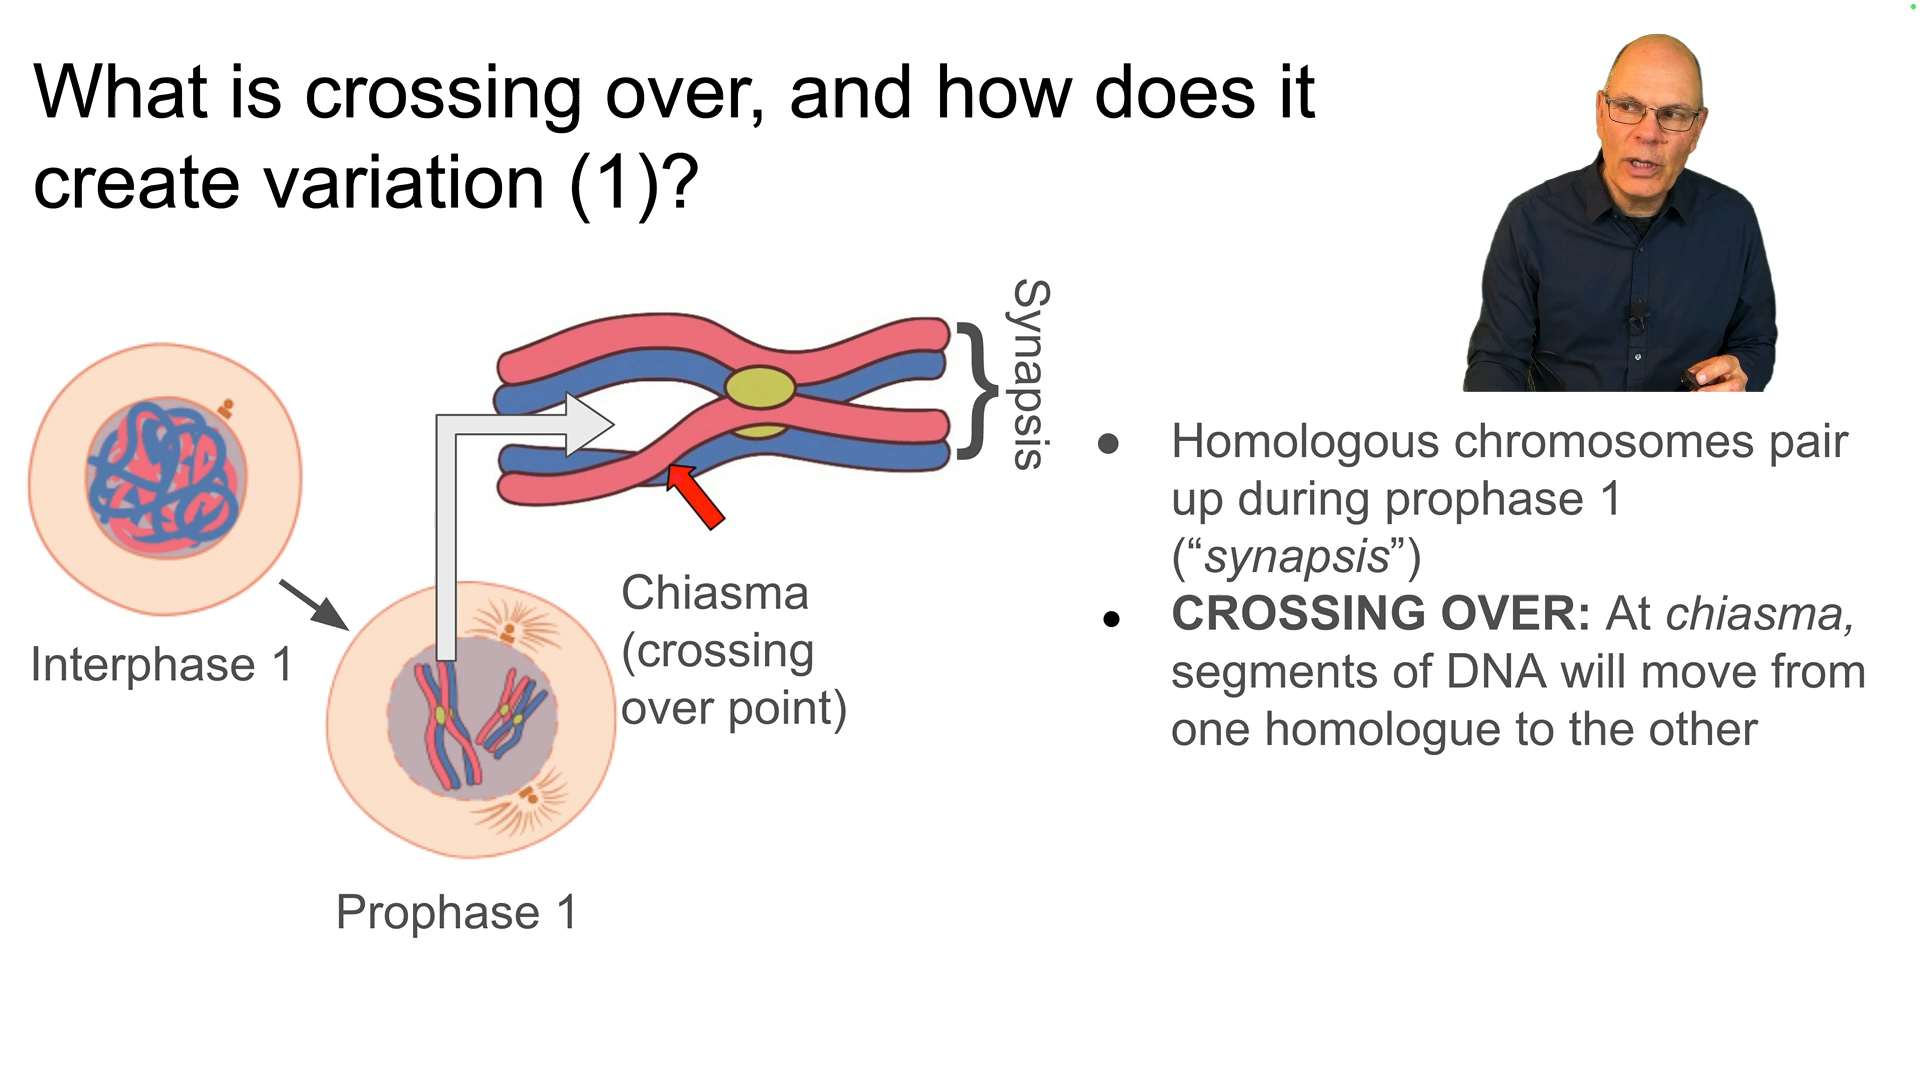 What is crossing over, and how does it
create variation (1)?
Synapsis
Interphase 1
Chiasma
(crossing
over point)
Prophase 1
● Homologous chromosomes pair
up during prophase 1
(“synapsis”)
● CROSSING OVER: At chiasma,
segments of DNA will move from
one homologue to the other